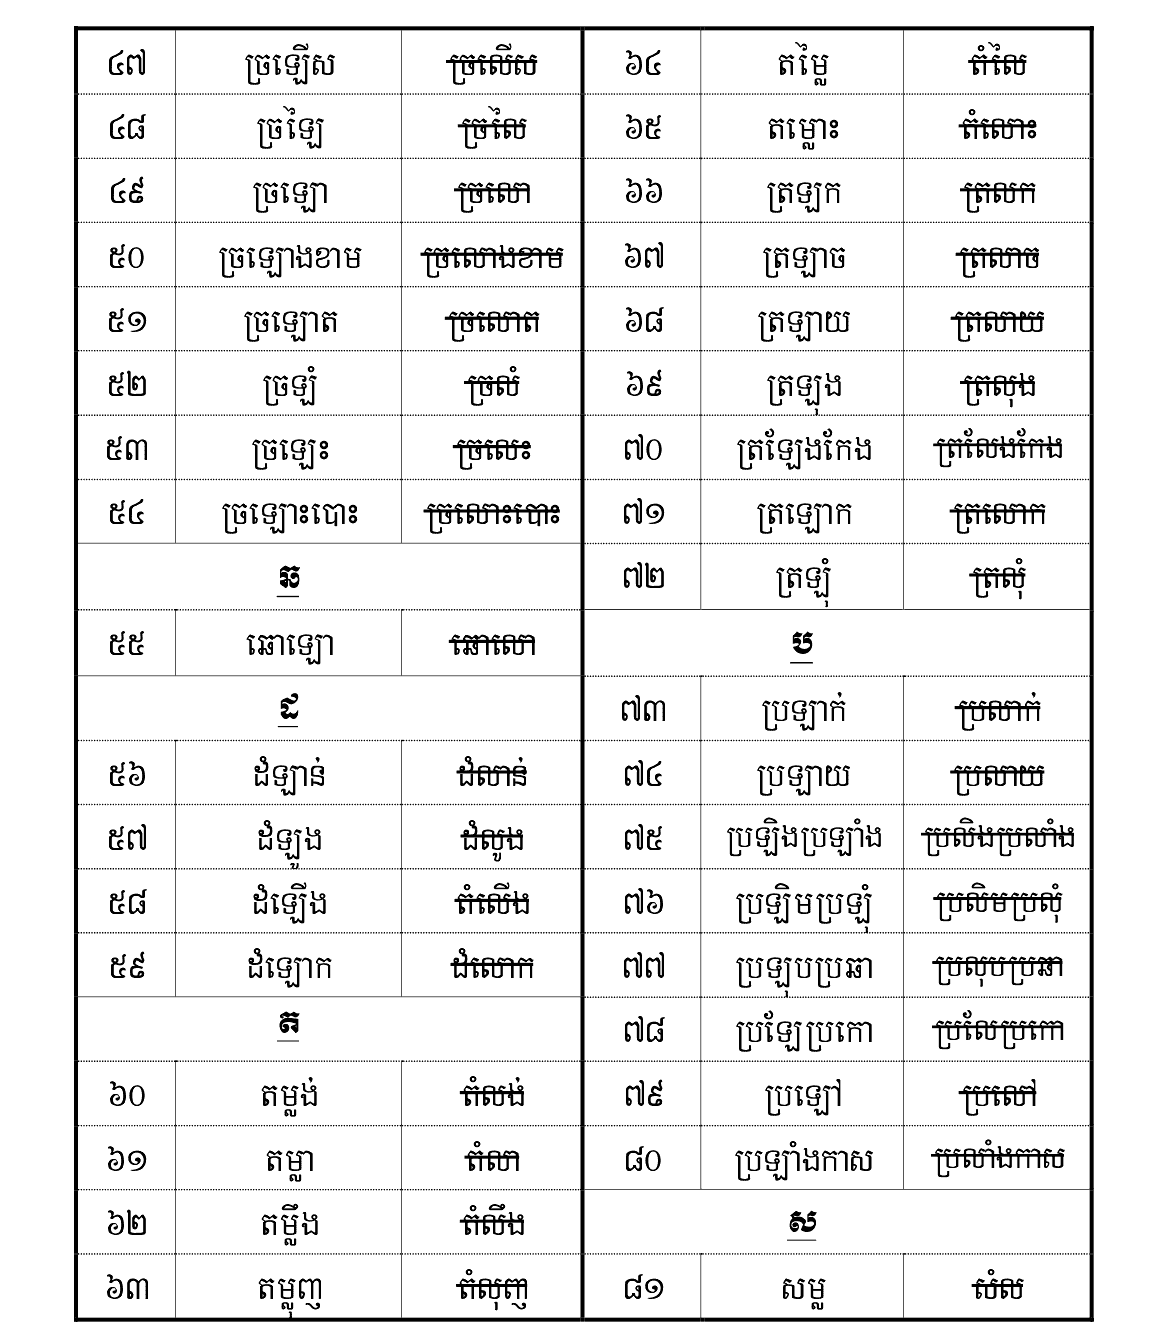 ៤៧ ច្រឡើស ច្រលើស
៤៨ ច្រឡៃ ច្រលៃ
៤៩ ច្រឡោ ច្រលោ
៥០ ច្រឡោងខាម ច្រលោងខាម
៥១ ច្រឡោត ច្រលោត
៥២ ច្រឡំ ច្រលំ
៥៣ ច្រឡេះ ច្រលេះ
៥៤ ច្រឡោះបោះ ច្រលោះបោះ
ឆ
៥៥ ឆោឡោ ឆោលោ
ដ
៥៦ ដំឡាន់ ដំលាន់
៥៧ ដំឡូង ដំលូង
៥៨ ដំឡើង តំលើង
៥៩ ដំឡោក ដំលោក
ត
៦០ តម្លង់ តំលង់
៦១ តម្លា តំលា
៦២ តម្លឹង តំលឹង
៦៣ តម្លុញ តំលុញ
៦៤ តម្លៃ តំលៃ
៦៥ តម្លោះ តំលោះ
៦៦ ត្រឡក ត្រលក
៦៧ ត្រឡាច ត្រលាច
៦៨ ត្រឡាយ ត្រលាយ
៦៩ ត្រឡុង ត្រលុង
៧០ ត្រឡែងកែង ត្រលែងកែង
៧១ ត្រឡោក ត្រលោក
៧២ ត្រឡុំ ត្រលុំ
ប
៧៣ ប្រឡាក់ ប្រលាក់
៧៤ ប្រឡាយ ប្រលាយ
៧៥ ប្រឡិងប្រឡាំង ប្រលិងប្រលាំង
៧៦ ប្រឡិមប្រឡុំ ប្រលិមប្រលុំ
៧៧ ប្រឡុបប្រឆា ប្រលុបប្រឆា
៧៨ ប្រឡែប្រកោ ប្រលែប្រកោ
៧៩ ប្រឡៅ ប្រលៅ
៨០ ប្រឡាំងកាស ប្រលាំងកាស
ស
៨១ សម្ល សំល